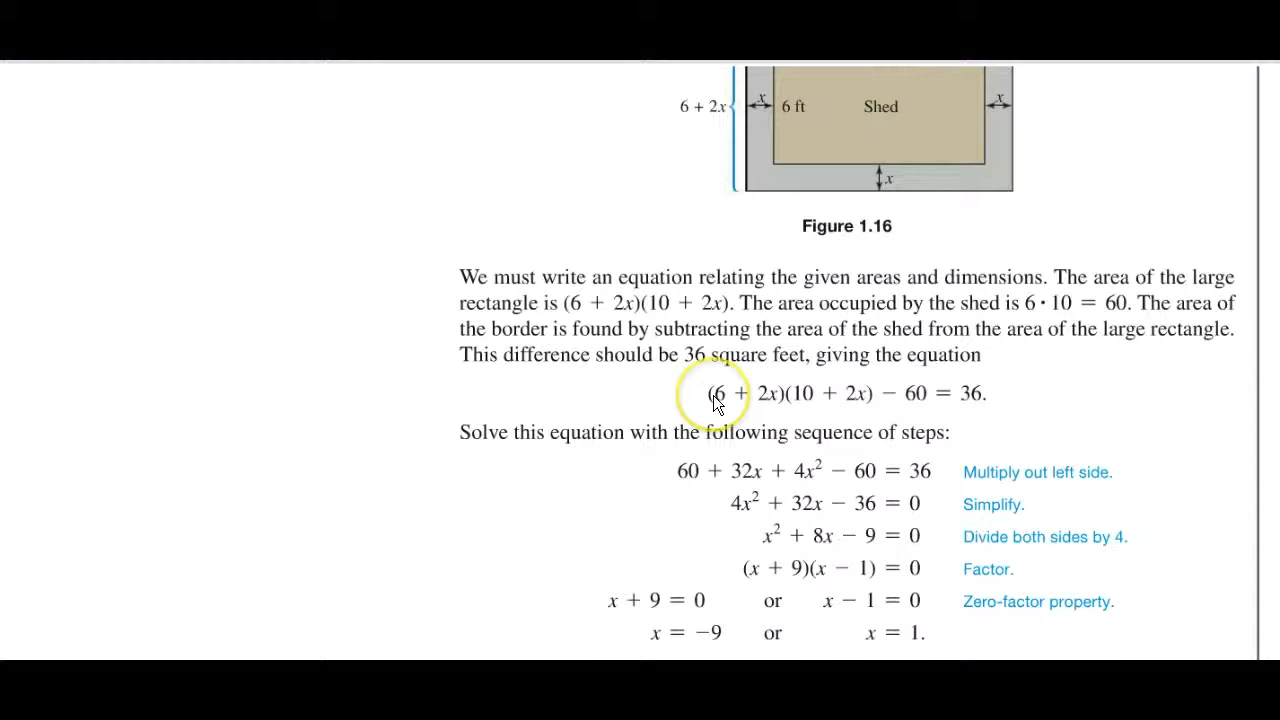 6 + 2x x 6 ft Shed x
x
Figure 1.16
We must write an equation relating the given areas and dimensions. The area of the large
rectangle is (6 + 2x)(10 + 2x). The area occupied by the shed is 6 · 10 = 60. The area of
the border is found by subtracting the area of the shed from the area of the large rectangle.
This difference should be 36 square feet, giving the equation
(6 + 2x)(10 + 2x) − 60 = 36.
Solve this equation with the following sequence of steps:
60 + 32x + 4x² − 60 = 36 Multiply out left side.
4x² + 32x − 36 = 0 Simplify.
x² + 8x − 9 = 0 Divide both sides by 4.
(x + 9)(x − 1) = 0 Factor.
x + 9 = 0 or x − 1 = 0 Zero-factor property.
x = −9 or x = 1.